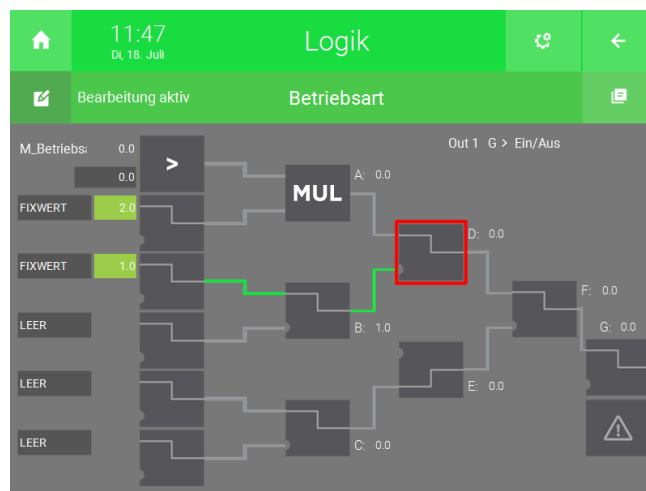 11:47
Di, 18. Juli
Logik
Bearbeitung aktiv
Betriebsart
M_Betriebs: 0.0
>
Out 1 G > Ein/Aus
0.0
MUL
A: 0.0
FIXWERT 2.0
D: 0.0
FIXWERT 1.0
F: 0.0
LEER
B: 1.0
G: 0.0
LEER
E: 0.0
LEER
C: 0.0